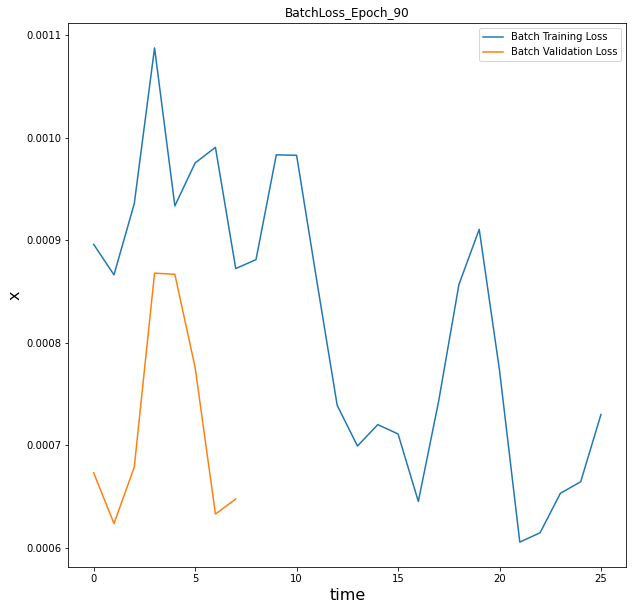 BatchLoss_Epoch_90
Batch Training Loss
Batch Validation Loss
0.0011
0.0010
0.0009
0.0008
0.0007
0.0006
x
0 5 10 15 20 25
time